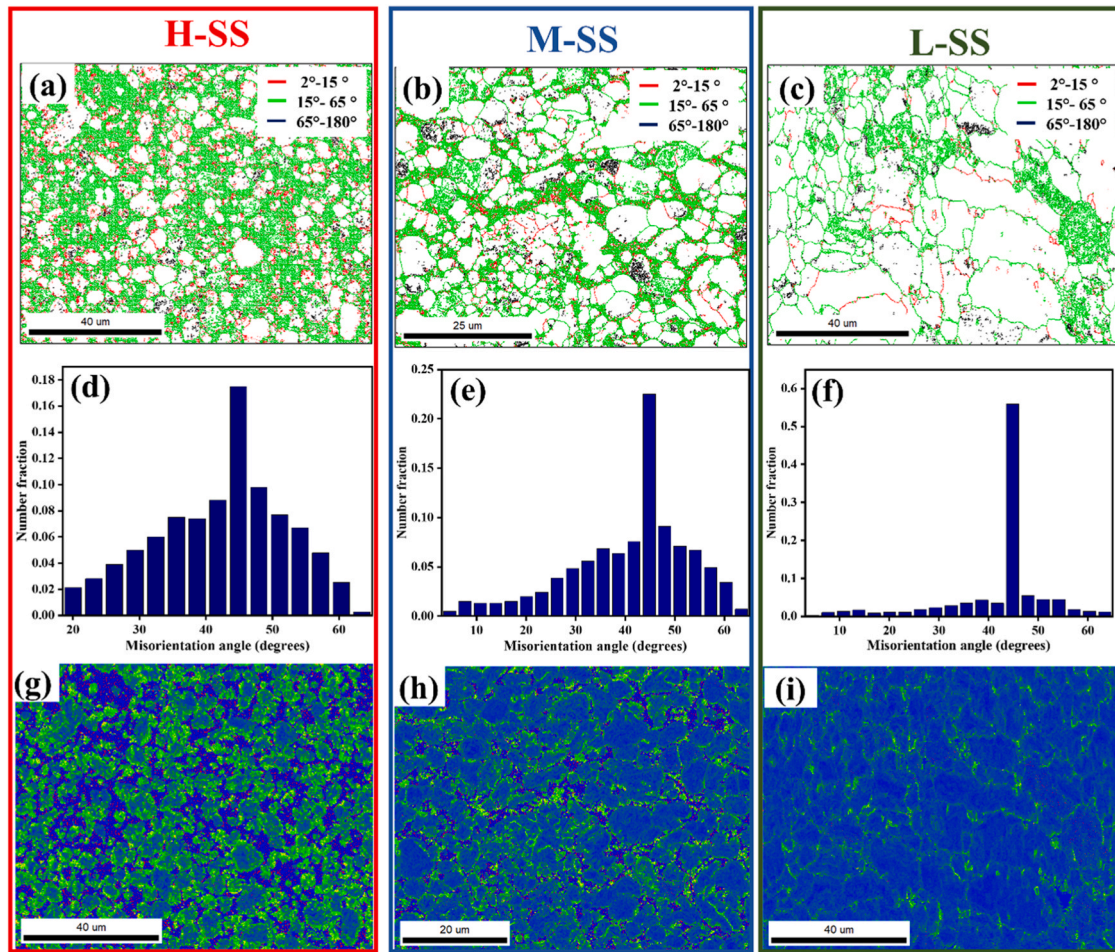 H-SS
M-SS
L-SS
(a)
2°-15 °
15°- 65 °
65°-180°
40 um
(b)
2°-15 °
15°- 65 °
65°-180°
25 um
(c)
2°-15 °
15°- 65 °
65°-180°
40 um
(d)
Number fraction
0.18
0.16
0.14
0.12
0.10
0.08
0.06
0.04
0.02
0.00
20
30
40
50
60
Misorientation angle (degrees)
(e)
Number fraction
0.25
0.20
0.15
0.10
0.05
0.00
10
20
30
40
50
60
Misorientation angle (degrees)
(f)
Number fraction
0.6
0.5
0.4
0.3
0.2
0.1
0.0
10
20
30
40
50
60
Misorientation angle (degrees)
(g)
40 um
(h)
20 um
(i)
40 um